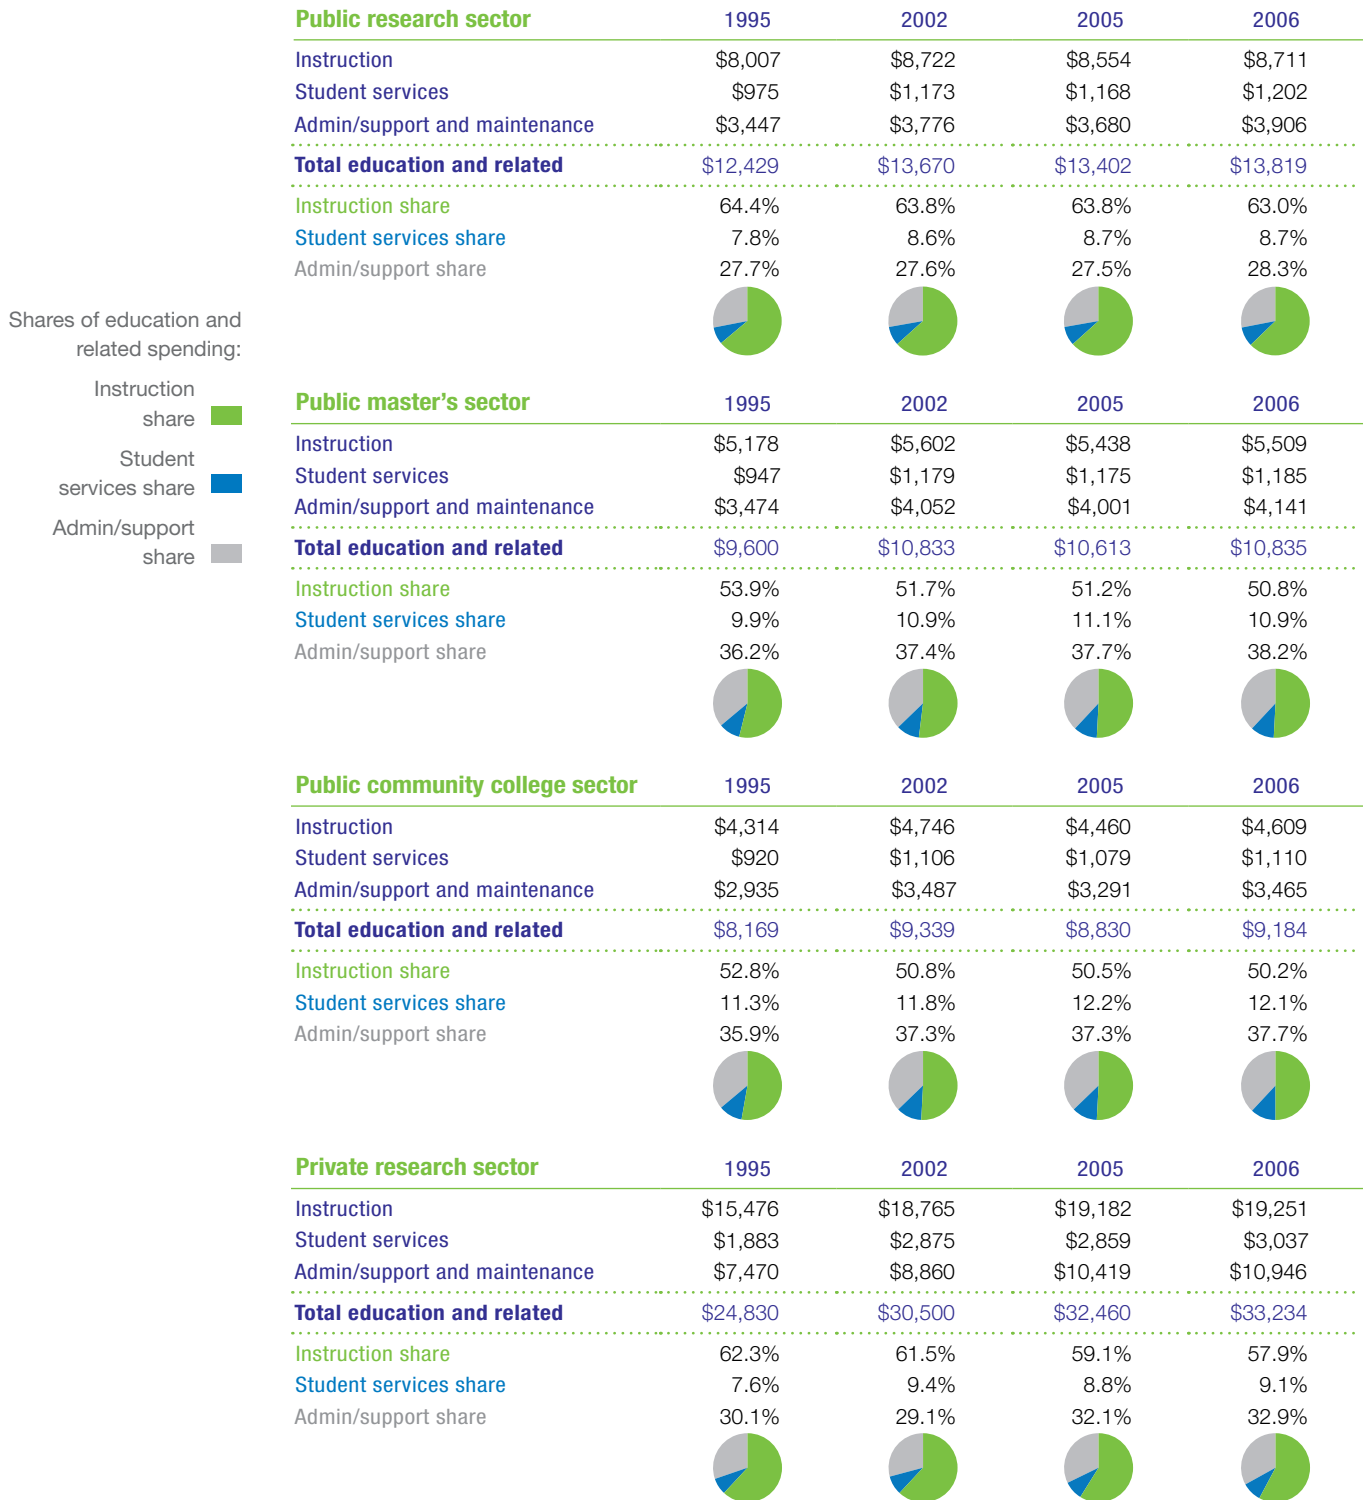 Public research sector 1995 2002 2005 2006
Instruction $8,007 $8,722 $8,554 $8,711
Student services $975 $1,173 $1,168 $1,202
Admin/support and maintenance $3,447 $3,776 $3,680 $3,906
Total education and related $12,429 $13,670 $13,402 $13,819
Instruction share 64.4% 63.8% 63.8% 63.0%
Student services share 7.8% 8.6% 8.7% 8.7%
Admin/support share 27.7% 27.6% 27.5% 28.3%
Shares of education and
related spending:
Instruction
share
Student
services share
Admin/support
share
Public master's sector 1995 2002 2005 2006
Instruction $5,178 $5,602 $5,438 $5,509
Student services $947 $1,179 $1,175 $1,185
Admin/support and maintenance $3,474 $4,052 $4,001 $4,141
Total education and related $9,600 $10,833 $10,613 $10,835
Instruction share 53.9% 51.7% 51.2% 50.8%
Student services share 9.9% 10.9% 11.1% 10.9%
Admin/support share 36.2% 37.4% 37.7% 38.2%
Public community college sector 1995 2002 2005 2006
Instruction $4,314 $4,746 $4,460 $4,609
Student services $920 $1,106 $1,079 $1,110
Admin/support and maintenance $2,935 $3,487 $3,291 $3,465
Total education and related $8,169 $9,339 $8,830 $9,184
Instruction share 52.8% 50.8% 50.5% 50.2%
Student services share 11.3% 11.8% 12.2% 12.1%
Admin/support share 35.9% 37.3% 37.3% 37.7%
Private research sector 1995 2002 2005 2006
Instruction $15,476 $18,765 $19,182 $19,251
Student services $1,883 $2,875 $2,859 $3,037
Admin/support and maintenance $7,470 $8,860 $10,419 $10,946
Total education and related $24,830 $30,500 $32,460 $33,234
Instruction share 62.3% 61.5% 59.1% 57.9%
Student services share 7.6% 9.4% 8.8% 9.1%
Admin/support share 30.1% 29.1% 32.1% 32.9%